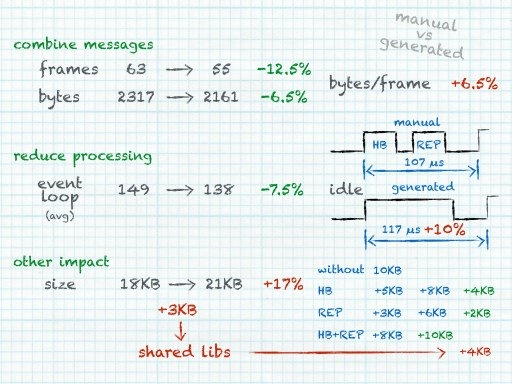 manual
vs
generated
combine messages
frames 63 → 55 -12.5%
bytes 2317 → 2161 -6.5%
bytes/frame +6.5%
manual
HB REP
107 µs
reduce processing
event
loop
(avg)
149 → 138 -7.5%
idle
generated
117 µs +10%
other impact
size 18KB → 21KB +17%
+3KB
shared libs
without 10KB
HB +5KB +8KB +4KB
REP +3KB +6KB +2KB
HB+REP +8KB +10KB
+4KB